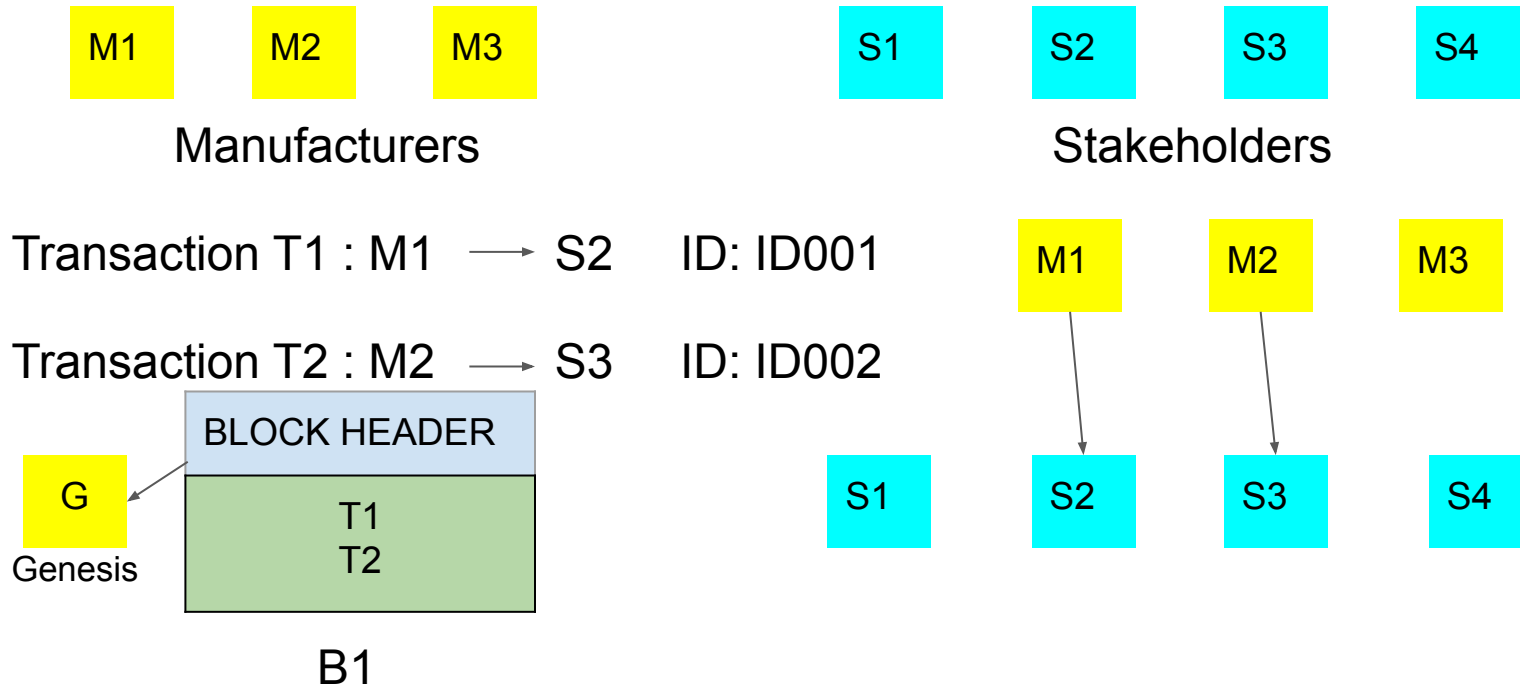 M1 M2 M3 S1 S2 S3 S4
Manufacturers Stakeholders
Transaction T1 : M1 → S2 ID: ID001
M1 M2 M3
Transaction T2 : M2 → S3 ID: ID002
BLOCK HEADER
G
Genesis
T1
T2
B1
S1 S2 S3 S4